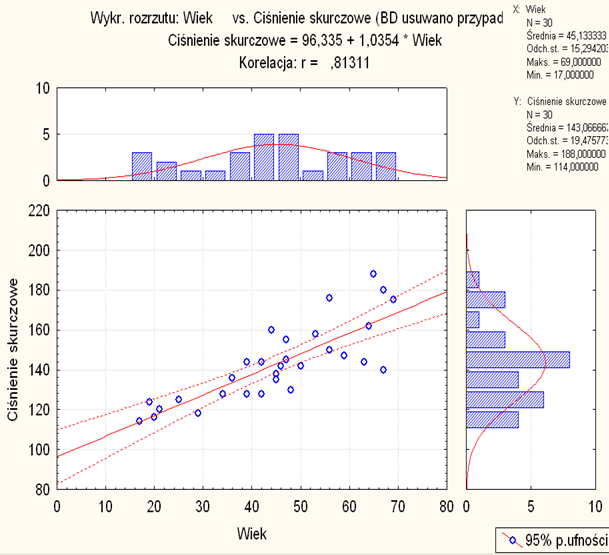 Wykr. rozrzutu: Wiek vs. Ciśnienie skurczowe (BD usuwano przypad
Ciśnienie skurczowe = 96,335 + 1,0354 * Wiek
Korelacja: r = ,81311
X: Wiek
N = 30
Średnia = 45,133333
Odch.st. = 15,294203
Maks. = 69,000000
Min. = 17,000000
Y: Ciśnienie skurczowe
N = 30
Średnia = 143,066667
Odch.st. = 19,475773
Maks. = 188,000000
Min. = 114,000000
10
5
0
220
200
180
160
140
120
100
80
Ciśnienie skurczowe
0 10 20 30 40 50 60 70 80
Wiek
0 5 10
95% p.ufności